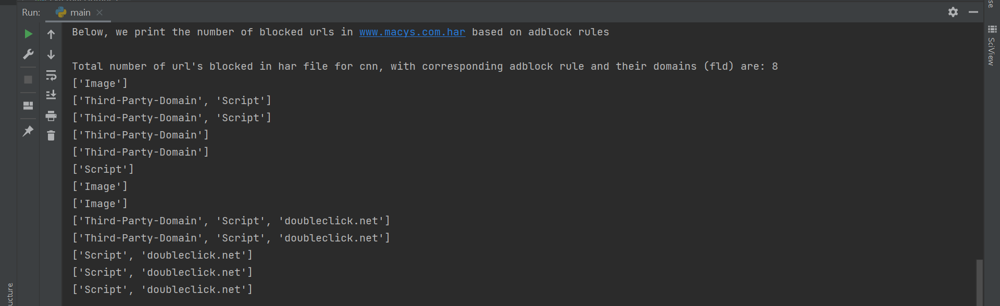 Run: main
Below, we print the number of blocked urls in www.macys.com.har based on adblock rules
Total number of url's blocked in har file for cnn, with corresponding adblock rule and their domains (fld) are: 8
['Image']
['Third-Party-Domain', 'Script']
['Third-Party-Domain', 'Script']
['Third-Party-Domain']
['Third-Party-Domain']
['Script']
['Image']
['Image']
['Third-Party-Domain', 'Script', 'doubleclick.net']
['Third-Party-Domain', 'Script', 'doubleclick.net']
['Script', 'doubleclick.net']
['Script', 'doubleclick.net']
['Script', 'doubleclick.net']
SciView